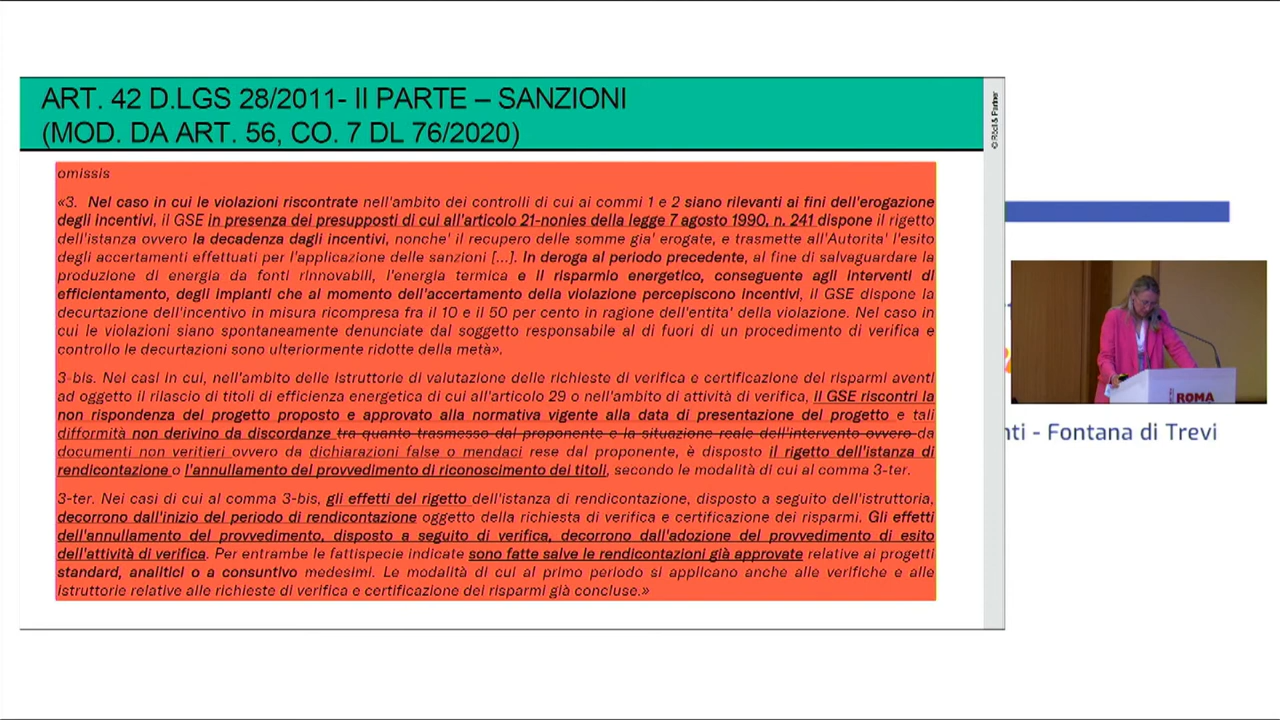 ART. 42 D.LGS 28/2011- II PARTE – SANZIONI
(MOD. DA ART. 56, CO. 7 DL 76/2020)
© Rödl & Partner
omissis
«3. Nel caso in cui le violazioni riscontrate nell'ambito dei controlli di cui ai commi 1 e 2 siano rilevanti ai fini dell'erogazione
degli incentivi, il GSE in presenza dei presupposti di cui all'articolo 21-nonies della legge 7 agosto 1990, n. 241 dispone il rigetto
dell'istanza ovvero la decadenza dagli incentivi, nonche' il recupero delle somme gia' erogate, e trasmette all'Autorita' l'esito
degli accertamenti effettuati per l'applicazione delle sanzioni [...]. In deroga al periodo precedente, al fine di salvaguardare la
produzione di energia da fonti rinnovabili, l'energia termica e il risparmio energetico, conseguente agli interventi di
efficientamento, degli impianti che al momento dell'accertamento della violazione percepiscono incentivi, il GSE dispone la
decurtazione dell'incentivo in misura ricompresa fra il 10 e il 50 per cento in ragione dell'entita' della violazione. Nel caso in
cui le violazioni siano spontaneamente denunciate dal soggetto responsabile al di fuori di un procedimento di verifica e
controllo le decurtazioni sono ulteriormente ridotte della metà».
3-bis. Nei casi in cui, nell'ambito delle istruttorie di valutazione delle richieste di verifica e certificazione dei risparmi aventi
ad oggetto il rilascio di titoli di efficienza energetica di cui all'articolo 29 o nell'ambito di attività di verifica, il GSE riscontri la
non rispondenza del progetto proposto e approvato alla normativa vigente alla data di presentazione del progetto e tali
difformità non derivino da discordanze tra quanto trasmesso dal proponente e la situazione reale dell'intervento ovvero da
documenti non veritieri ovvero da dichiarazioni false o mendaci rese dal proponente, è disposto il rigetto dell'istanza di
rendicontazione o l'annullamento del provvedimento di riconoscimento dei titoli, secondo le modalità di cui al comma 3-ter.
3-ter. Nei casi di cui al comma 3-bis, gli effetti del rigetto dell'istanza di rendicontazione, disposto a seguito dell'istruttoria,
decorrono dall'inizio del periodo di rendicontazione oggetto della richiesta di verifica e certificazione dei risparmi. Gli effetti
dell'annullamento del provvedimento, disposto a seguito di verifica, decorrono dall'adozione del provvedimento di esito
dell'attività di verifica. Per entrambe le fattispecie indicate sono fatte salve le rendicontazioni già approvate relative ai progetti
standard, analitici o a consuntivo medesimi. Le modalità di cui al primo periodo si applicano anche alle verifiche e alle
istruttorie relative alle richieste di verifica e certificazione dei risparmi già concluse.»
ROMA
nti - Fontana di Trevi